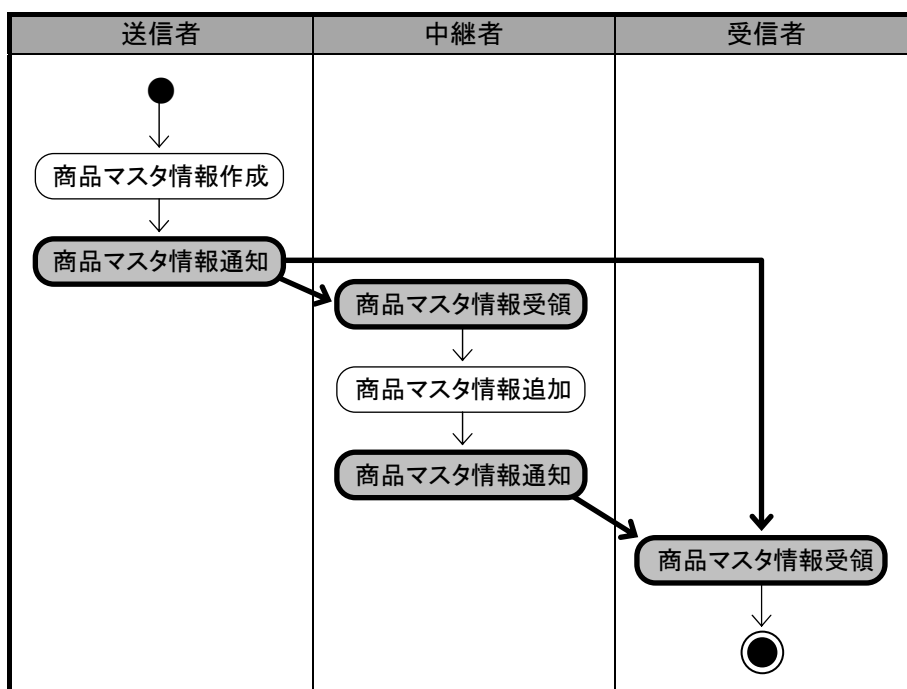 送信者
中継者
受信者
商品マスタ情報作成
商品マスタ情報通知
商品マスタ情報受領
商品マスタ情報追加
商品マスタ情報通知
商品マスタ情報受領